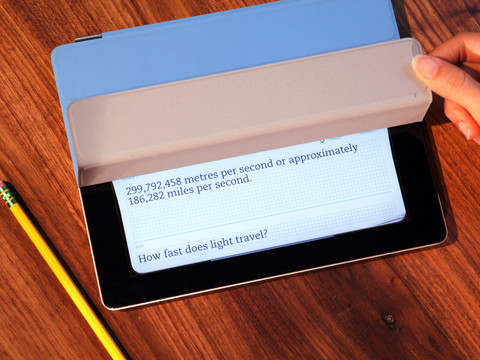 299,792,458 metres per second or approximately
186,282 miles per second.
How fast does light travel?